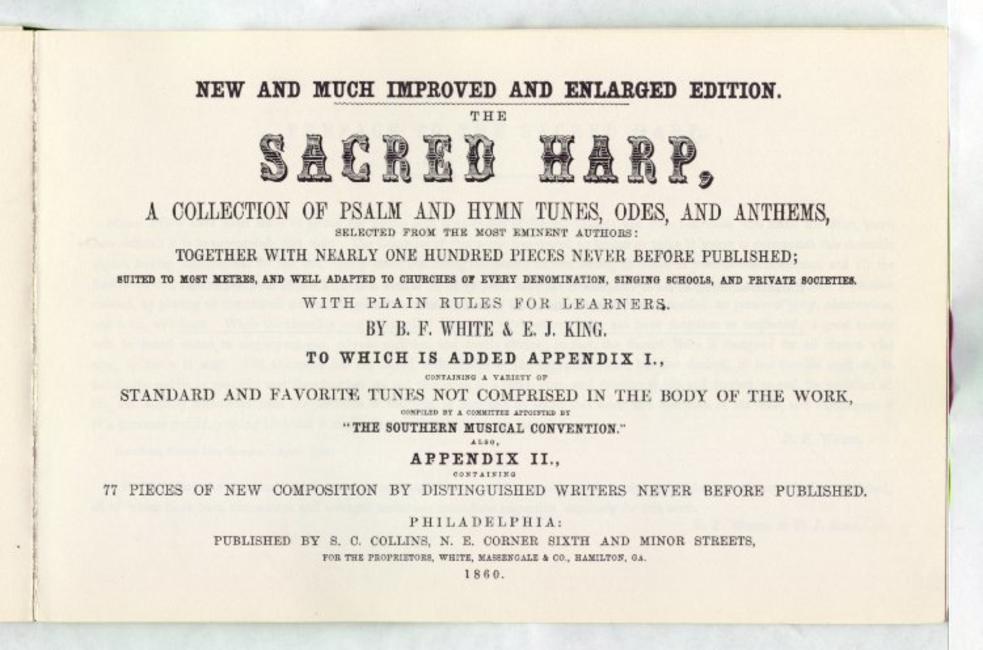 NEW AND MUCH IMPROVED AND ENLARGED EDITION.
THE
SACRED HARP,
A COLLECTION OF PSALM AND HYMN TUNES, ODES, AND ANTHEMS,
SELECTED FROM THE MOST EMINENT AUTHORS:
TOGETHER WITH NEARLY ONE HUNDRED PIECES NEVER BEFORE PUBLISHED;
SUITED TO MOST METRES, AND WELL ADAPTED TO CHURCHES OF EVERY DENOMINATION, SINGING SCHOOLS, AND PRIVATE SOCIETIES.
WITH PLAIN RULES FOR LEARNERS.
BY B. F. WHITE & E. J. KING.
TO WHICH IS ADDED APPENDIX I.,
CONTAINING A VARIETY OF
STANDARD AND FAVORITE TUNES NOT COMPRISED IN THE BODY OF THE WORK,
COMPILED BY A COMMITTEE APPOINTED BY
"THE SOUTHERN MUSICAL CONVENTION."
ALSO,
APPENDIX II.,
CONTAINING
77 PIECES OF NEW COMPOSITION BY DISTINGUISHED WRITERS NEVER BEFORE PUBLISHED.
PHILADELPHIA:
PUBLISHED BY S. C. COLLINS, N. E. CORNER SIXTH AND MINOR STREETS,
FOR THE PROPRIETORS, WHITE, MASSENGALE & CO., HAMILTON, GA.
1860.